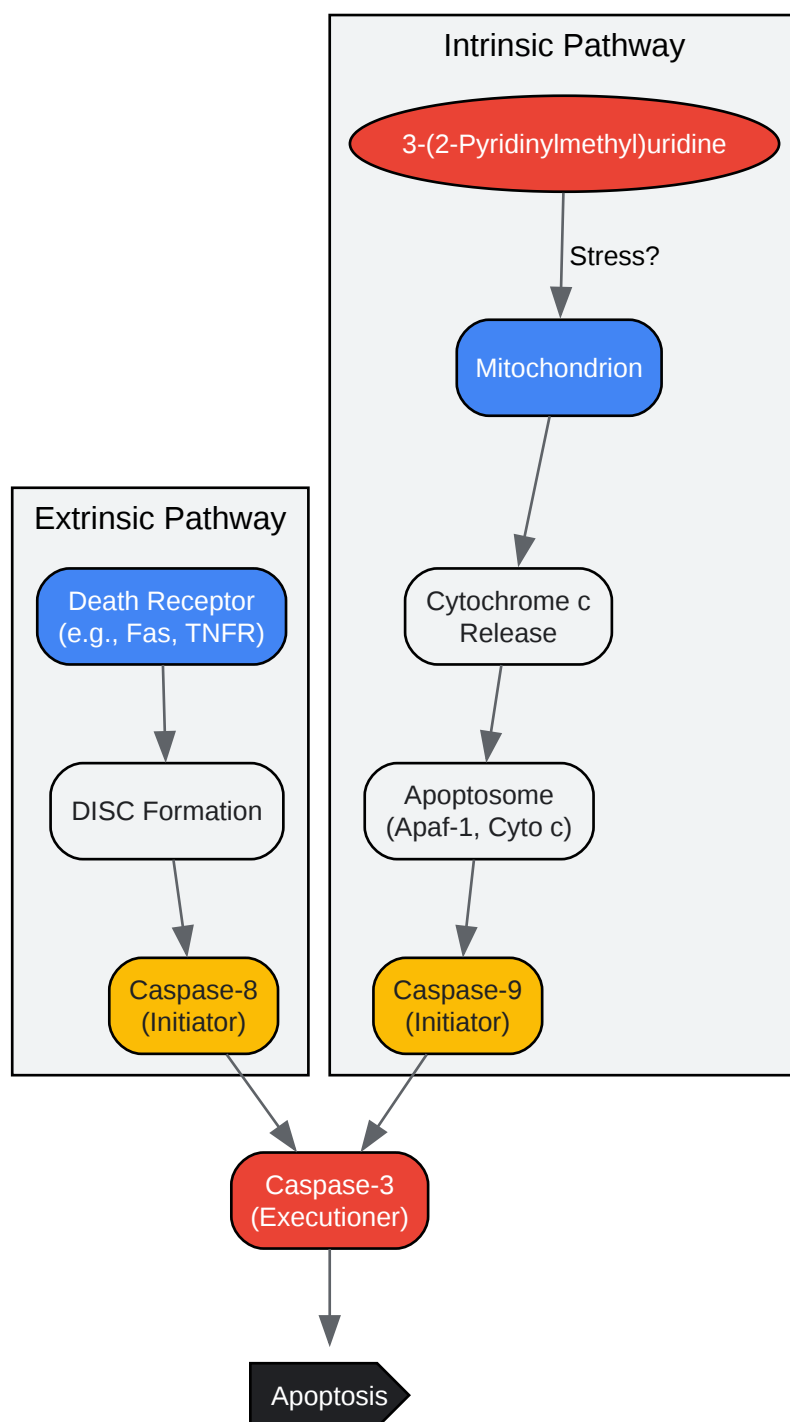 Intrinsic Pathway
3-(2-Pyridinylmethyl)uridine
Stress?
Mitochondrion
Extrinsic Pathway
Death Receptor
(e.g., Fas, TNFR)
Cytochrome c
Release
DISC Formation
Apoptosome
(Apaf-1, Cyto c)
Caspase-8
(Initiator)
Caspase-9
(Initiator)
Caspase-3
(Executioner)
Apoptosis